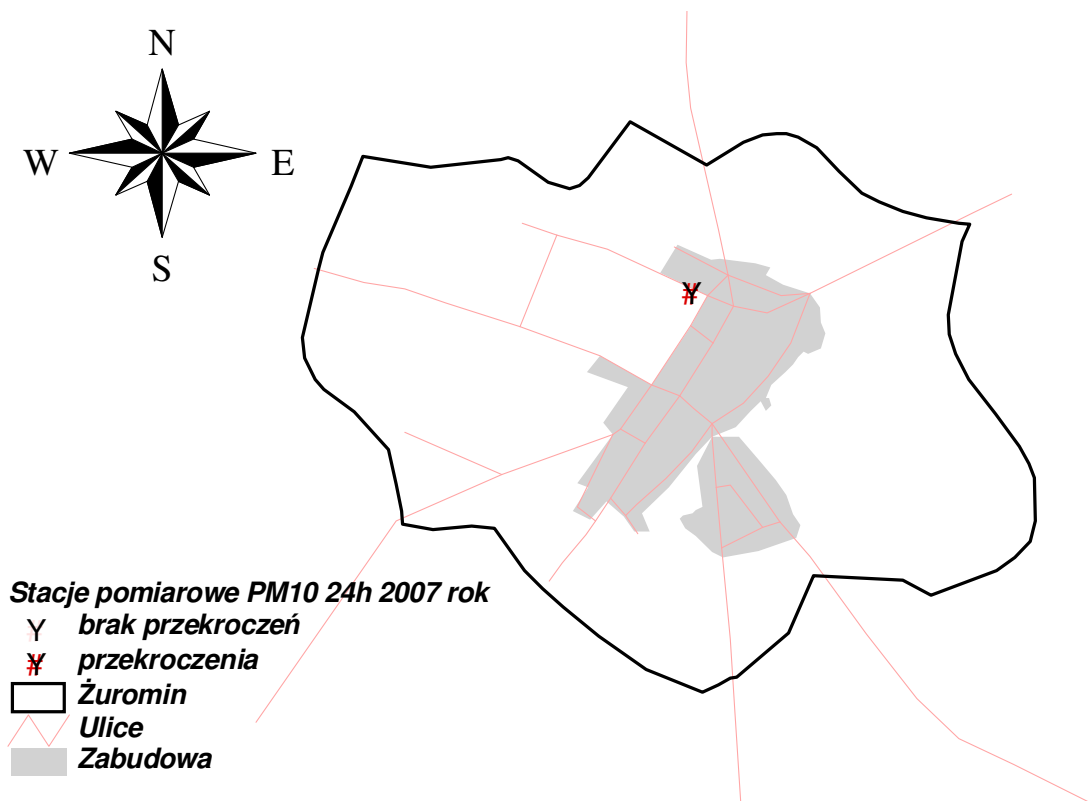 N
W
E
S
Stacje pomiarowe PM10 24h 2007 rok
brak przekroczeń
przekroczenia
Żuromin
Ulice
Zabudowa